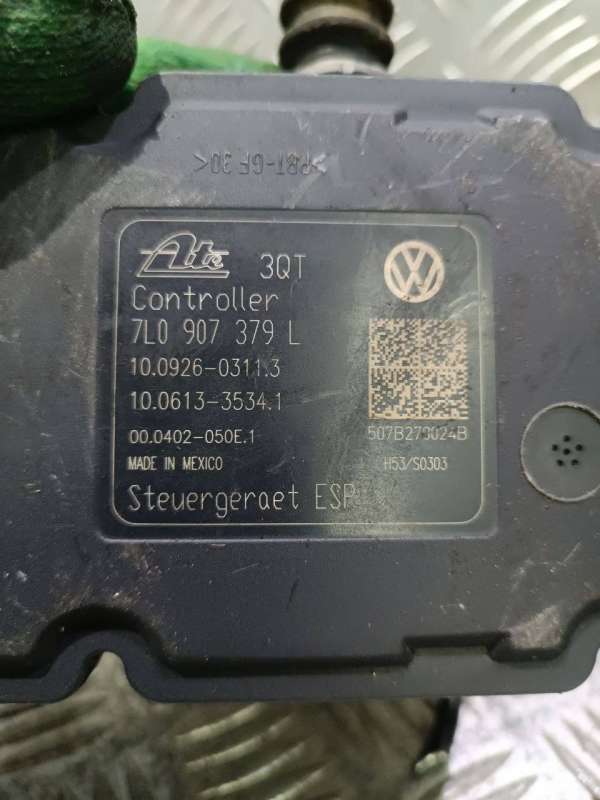 >PBT-GF30<
Ate 3QT
Controller
7L0 907 379 L
10.0926-0311.3
10.0613-3534.1
00.0402-050E.1
507B279024B
MADE IN MEXICO
H53/S0303
Steuergeraet ESP